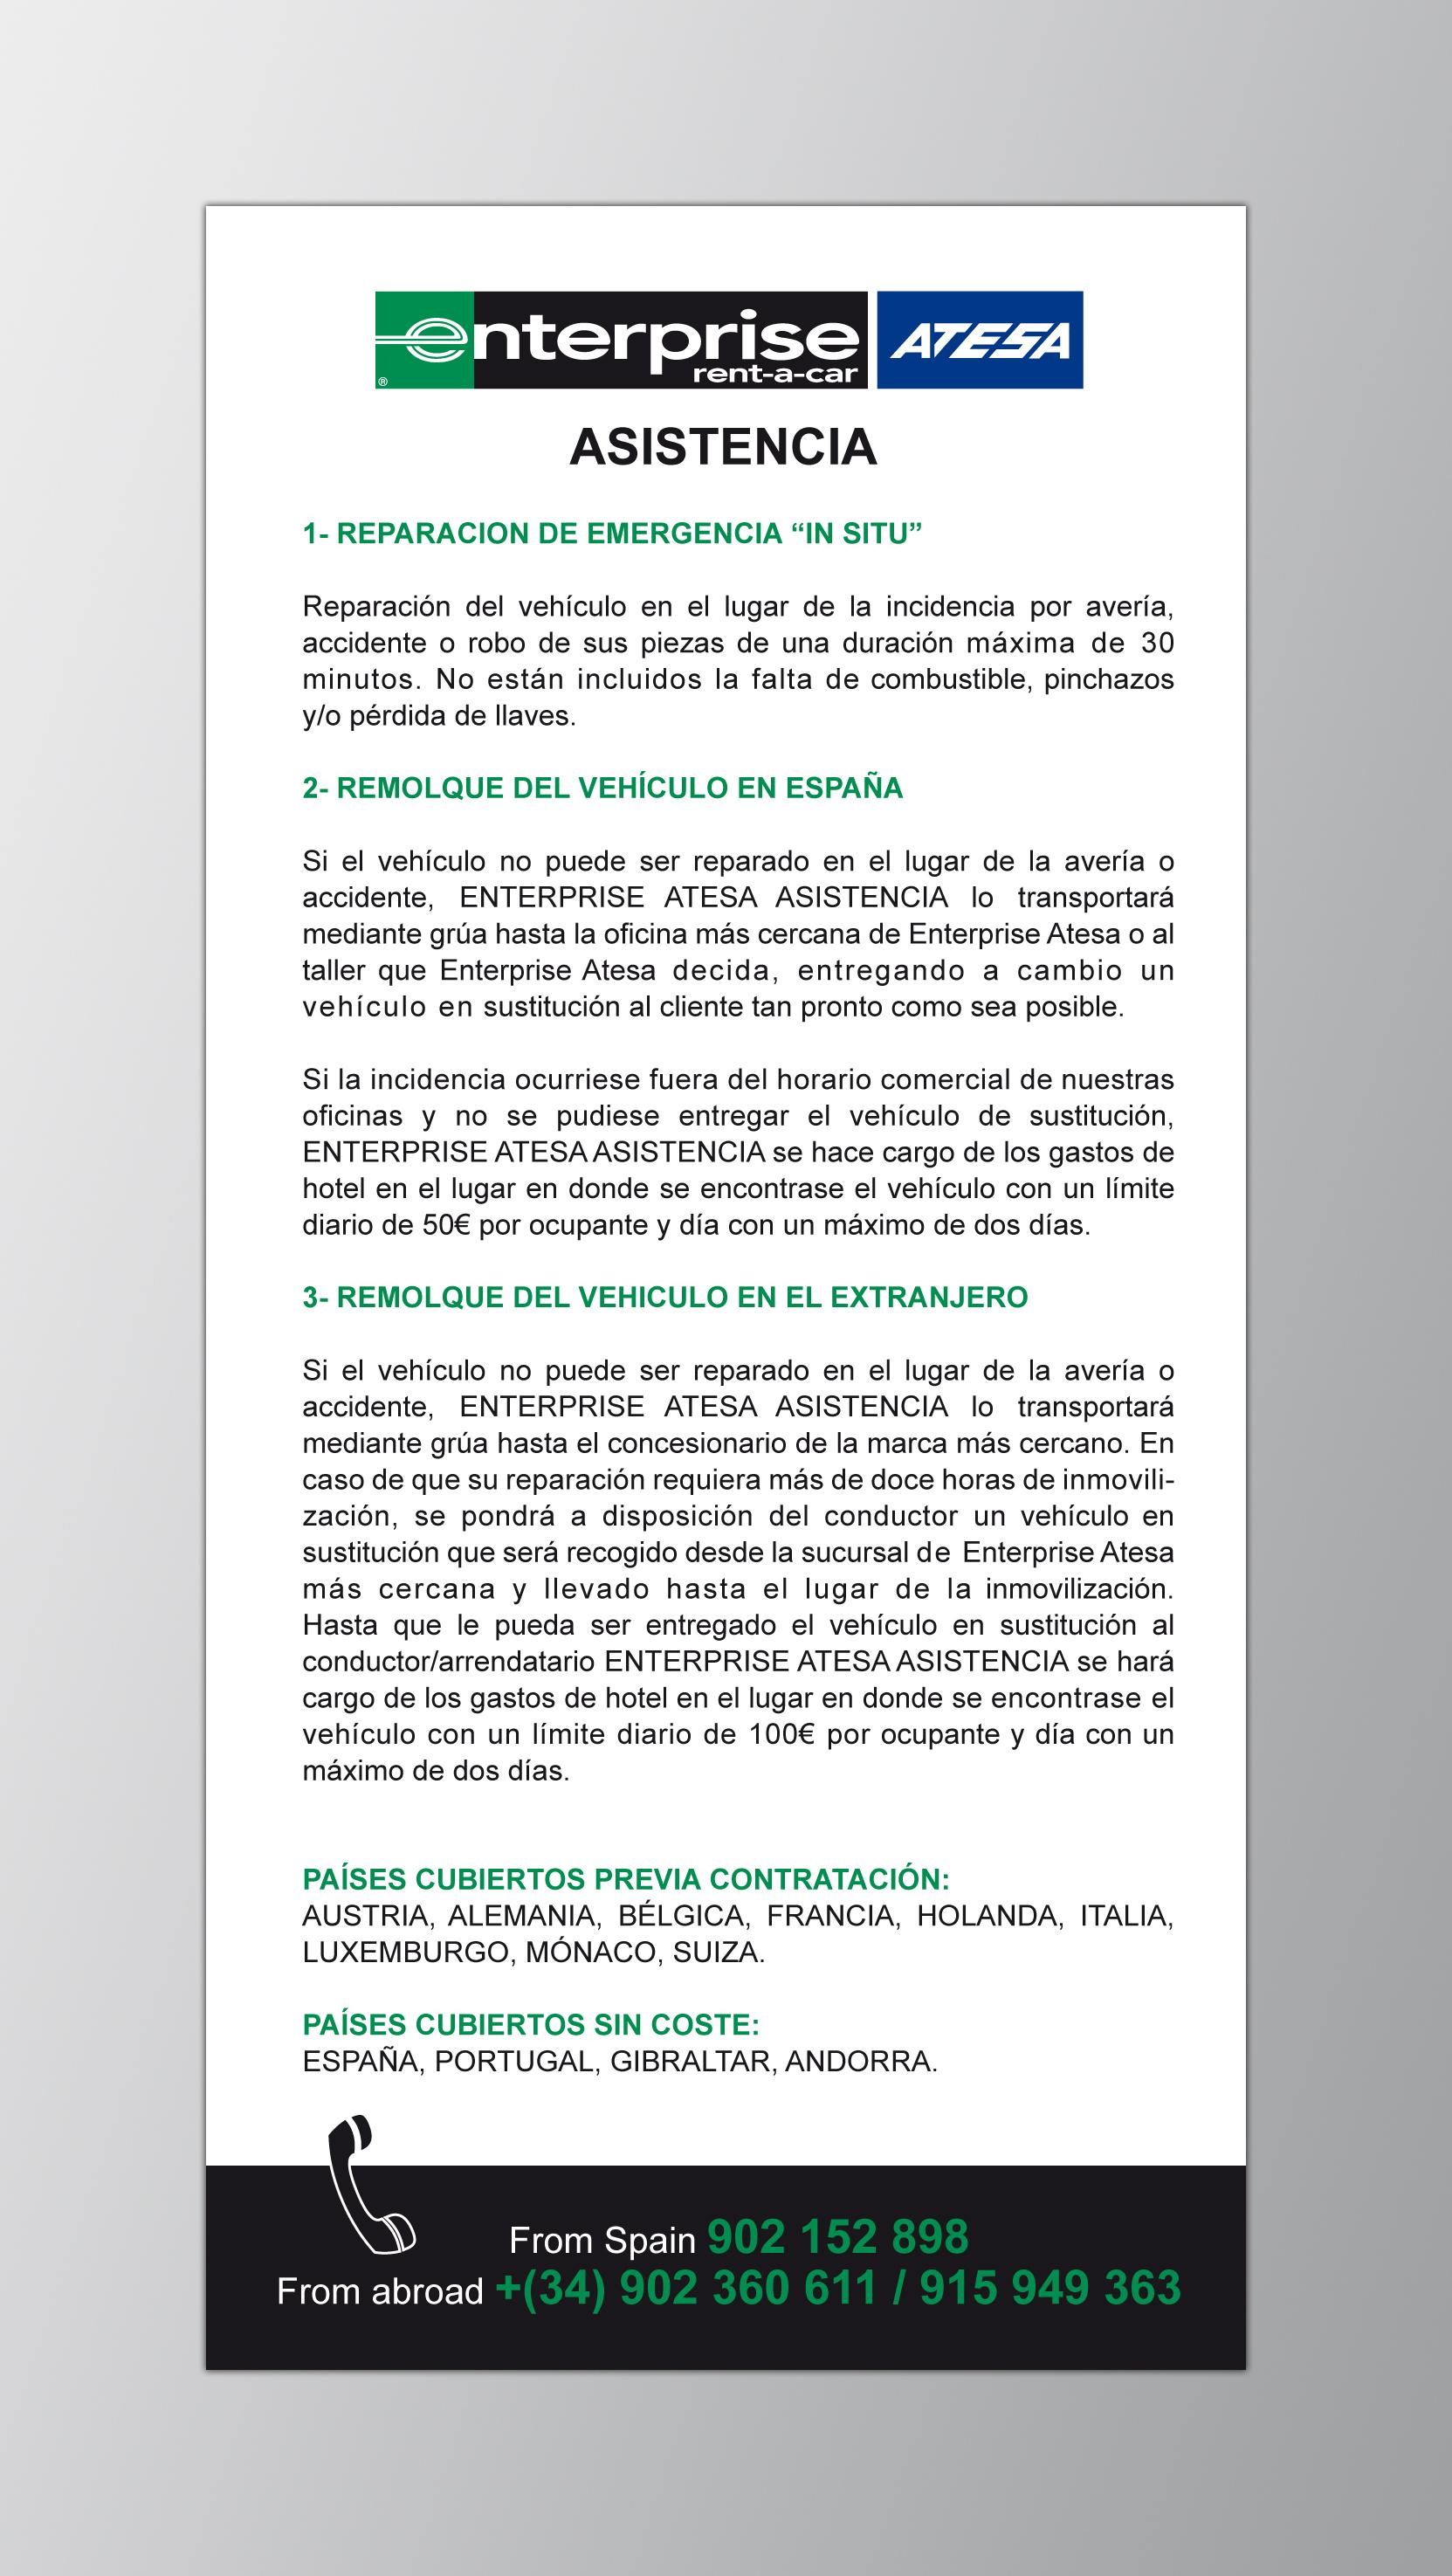 enterprise
rent-a-car
®
ATESA
ASISTENCIA
1- REPARACION DE EMERGENCIA “IN SITU”
Reparación del vehículo en el lugar de la incidencia por avería,
accidente o robo de sus piezas de una duración máxima de 30
minutos. No están incluidos la falta de combustible, pinchazos
y/o pérdida de llaves.
2- REMOLQUE DEL VEHÍCULO EN ESPAÑA
Si el vehículo no puede ser reparado en el lugar de la avería o
accidente, ENTERPRISE ATESA ASISTENCIA lo transportará
mediante grúa hasta la oficina más cercana de Enterprise Atesa o al
taller que Enterprise Atesa decida, entregando a cambio un
vehículo en sustitución al cliente tan pronto como sea posible.
Si la incidencia ocurriese fuera del horario comercial de nuestras
oficinas y no se pudiese entregar el vehículo de sustitución,
ENTERPRISE ATESA ASISTENCIA se hace cargo de los gastos de
hotel en el lugar en donde se encontrase el vehículo con un límite
diario de 50€ por ocupante y día con un máximo de dos días.
3- REMOLQUE DEL VEHICULO EN EL EXTRANJERO
Si el vehículo no puede ser reparado en el lugar de la avería o
accidente, ENTERPRISE ATESA ASISTENCIA lo transportará
mediante grúa hasta el concesionario de la marca más cercano. En
caso de que su reparación requiera más de doce horas de inmovili-
zación, se pondrá a disposición del conductor un vehículo en
sustitución que será recogido desde la sucursal de Enterprise Atesa
más cercana y llevado hasta el lugar de la inmovilización.
Hasta que le pueda ser entregado el vehículo en sustitución al
conductor/arrendatario ENTERPRISE ATESA ASISTENCIA se hará
cargo de los gastos de hotel en el lugar en donde se encontrase el
vehículo con un límite diario de 100€ por ocupante y día con un
máximo de dos días.
PAÍSES CUBIERTOS PREVIA CONTRATACIÓN:
AUSTRIA, ALEMANIA, BÉLGICA, FRANCIA, HOLANDA, ITALIA,
LUXEMBURGO, MÓNACO, SUIZA.
PAÍSES CUBIERTOS SIN COSTE:
ESPAÑA, PORTUGAL, GIBRALTAR, ANDORRA.
From Spain 902 152 898
From abroad +(34) 902 360 611 / 915 949 363